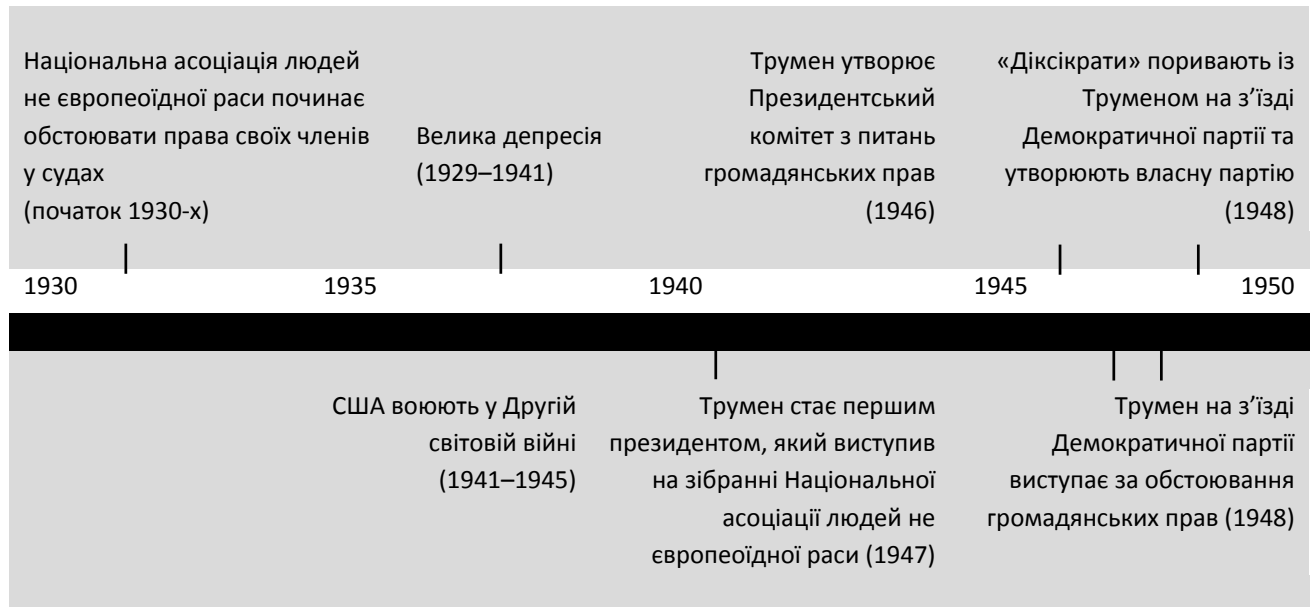 Національна асоціація людей
не європеоїдної раси починає
обстоювати права своїх членів
у судах
(початок 1930-х)
Велика депресія
(1929–1941)
Трумен утворює
Президентський
комітет з питань
громадянських прав
(1946)
«Діксікрати» поривають із
Труменом на з’їзді
Демократичної партії та
утворюють власну партію
(1948)
1930 1935 1940 1945 1950
США воюють у Другій
світовій війні
(1941–1945)
Трумен стає першим
президентом, який виступив
на зібранні Національної
асоціації людей не
європеоїдної раси (1947)
Трумен на з’їзді
Демократичної партії
виступає за обстоювання
громадянських прав (1948)